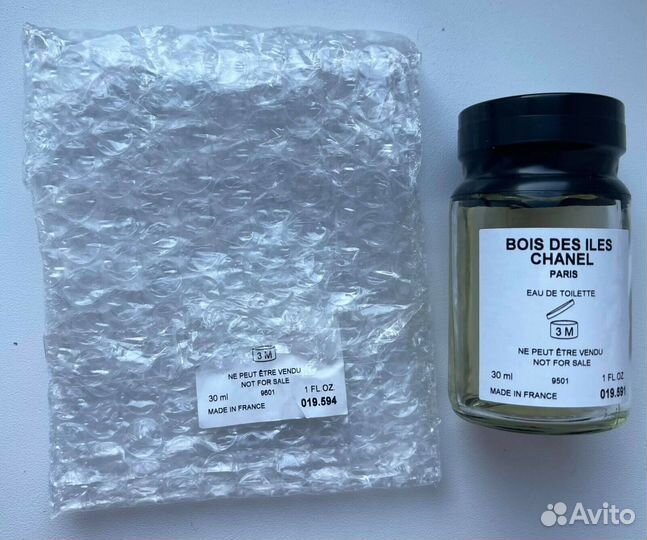 3 M
NE PEUT ÊTRE VENDU
NOT FOR SALE
30 ml 9501 1 FL OZ.
MADE IN FRANCE 019.594
BOIS DES ILES
CHANEL
PARIS
EAU DE TOILETTE
3 M
NE PEUT ÊTRE VENDU
NOT FOR SALE
30 ml 9501 1 FL OZ.
MADE IN FRANCE 019.591
Avito